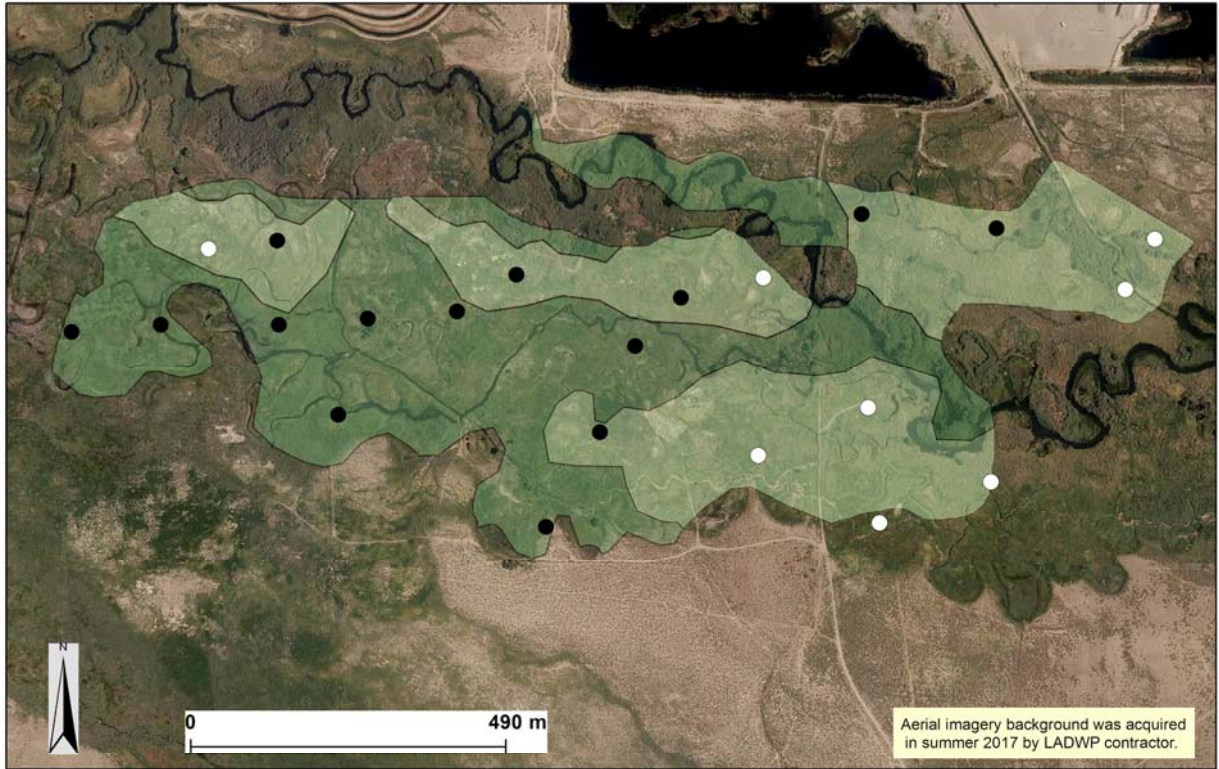 N
0 490 m
Aerial imagery background was acquired
in summer 2017 by LADWP contractor.